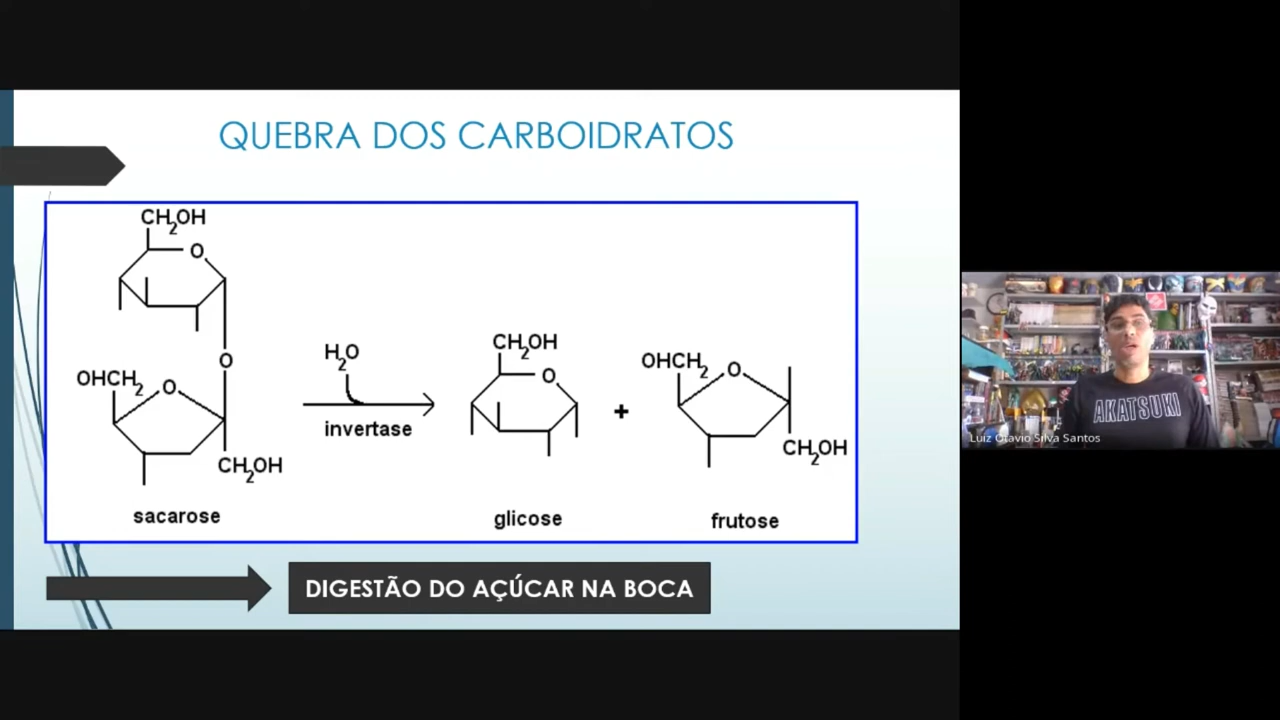 QUEBRA DOS CARBOIDRATOS
CH2OH
O
O
OHCH2
O
CH2OH
sacarose
H2O
invertase
CH2OH
O
glicose
+
OHCH2
O
CH2OH
frutose
DIGESTÃO DO AÇÚCAR NA BOCA
AKATSUKI
Luiz Otavio Silva Santos